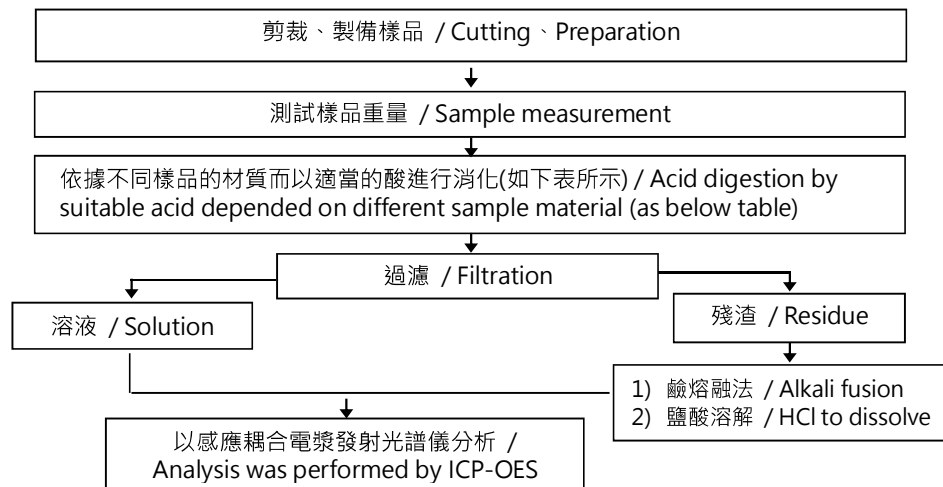 剪裁、製備樣品 / Cutting、Preparation
測試樣品重量 / Sample measurement
依據不同樣品的材質而以適當的酸進行消化(如下表所示) / Acid digestion by
suitable acid depended on different sample material (as below table)
過濾 / Filtration
溶液 / Solution
殘渣 / Residue
1) 鹼熔融法 / Alkali fusion
2) 鹽酸溶解 / HCl to dissolve
以感應耦合電漿發射光譜儀分析 /
Analysis was performed by ICP-OES